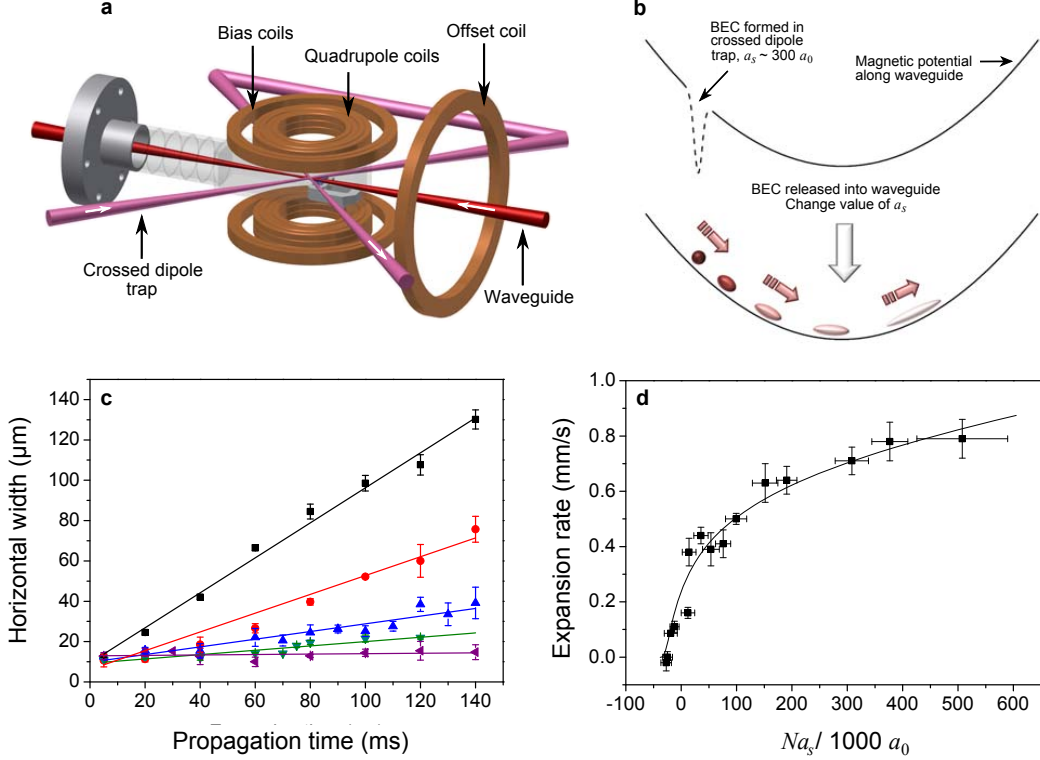 a
Bias coils
Offset coil
Quadrupole coils
Crossed dipole
trap
Waveguide
b
BEC formed in
crossed dipole
trap, aₛ ~ 300 a₀
Magnetic potential
along waveguide
BEC released into waveguide
Change value of aₛ
c
Horizontal width (µm)
140
120
100
80
60
40
20
0
0 20 40 60 80 100 120 140
Propagation time (ms)
d
Expansion rate (mm/s)
1.0
0.8
0.6
0.4
0.2
0.0
-100 0 100 200 300 400 500 600
Naₛ/ 1000 a₀